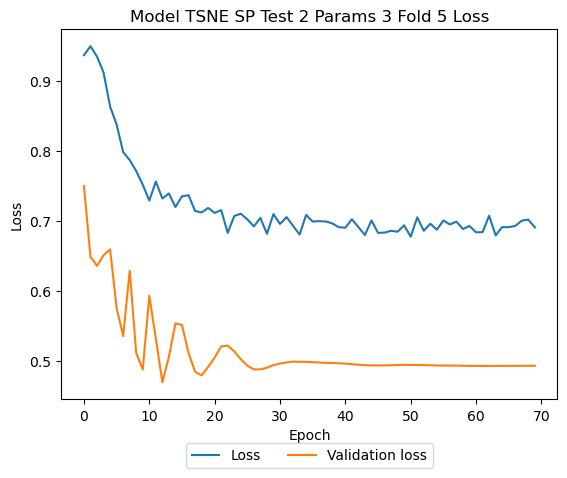 Model TSNE SP Test 2 Params 3 Fold 5 Loss
Loss
0.9
0.8
0.7
0.6
0.5
0 10 20 30 40 50 60 70
Epoch
Loss Validation loss